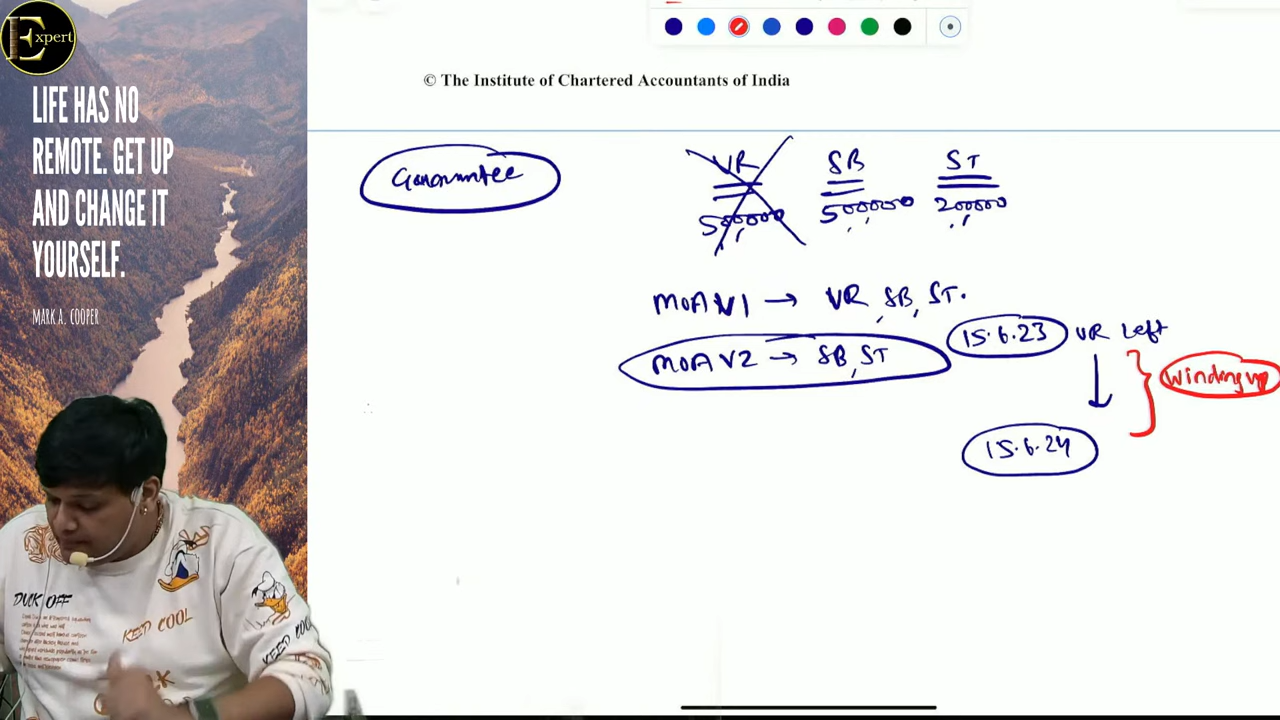 Expert
LIFE HAS NO
REMOTE. GET UP
AND CHANGE IT
YOURSELF.
MARK A. COOPER
© The Institute of Chartered Accountants of India
Guarantee
VR SB ST
500000 500000 200000
MOA V1 → VR, SB, ST.
MOA V2 → SB, ST
15.6.23 VR Left
Winding up
15.6.24
DUCK OFF
KEEP COOL
KEEP COOL